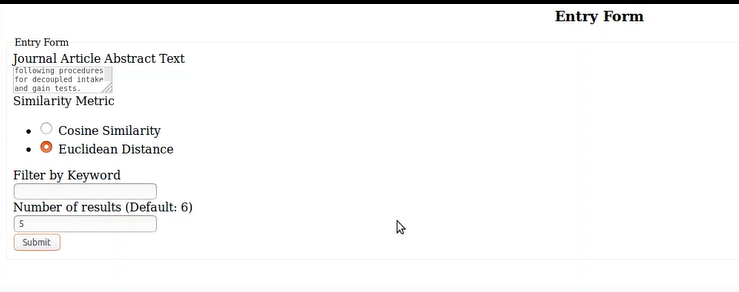 Entry Form
Entry Form
Journal Article Abstract Text
following procedures
for decoupled intake
and gain tests.
Similarity Metric
Cosine Similarity
Euclidean Distance
Filter by Keyword
Number of results (Default: 6)
5
Submit